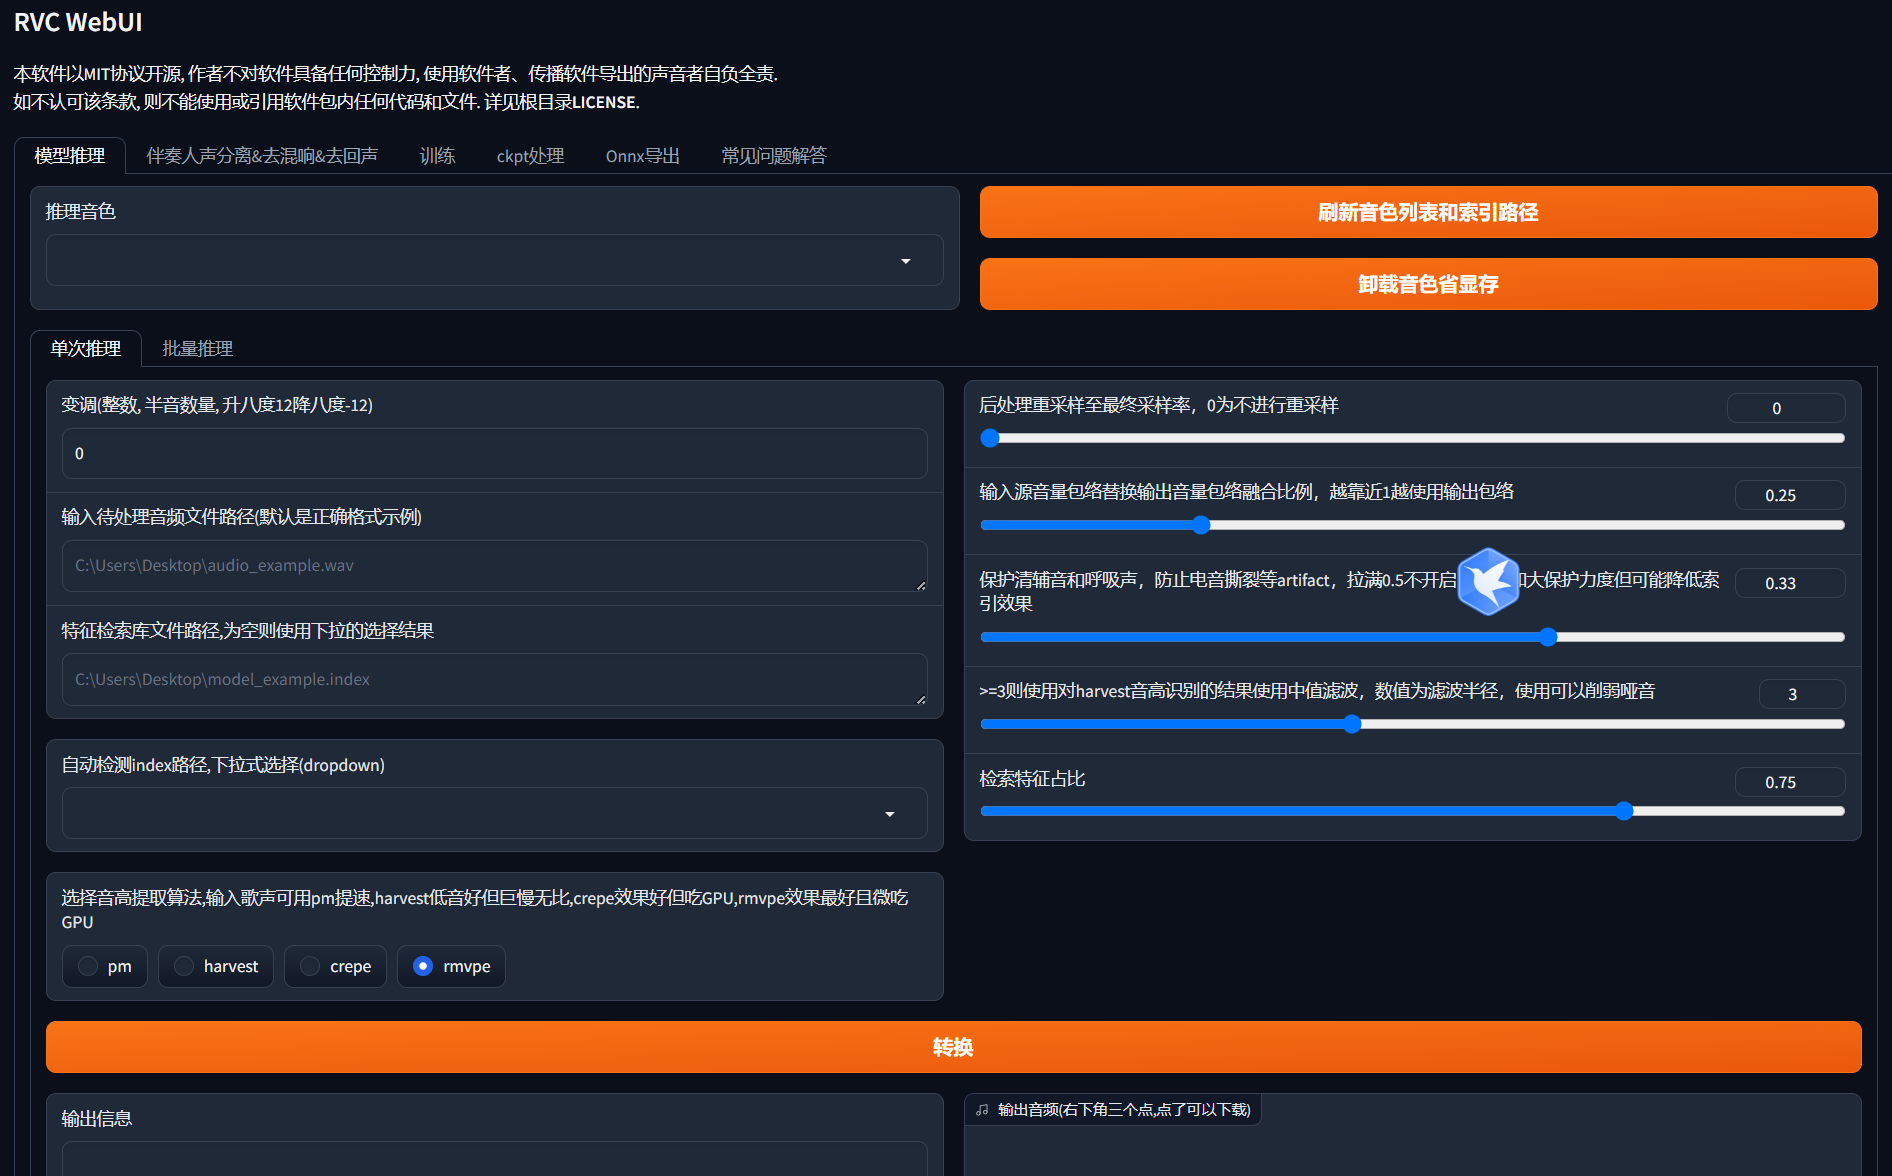 RVC WebUI
本软件以MIT协议开源, 作者不对软件具备任何控制力, 使用软件者、传播软件导出的声音者自负全责.
如不认可该条款, 则不能使用或引用软件包内任何代码和文件. 详见根目录LICENSE.
模型推理 伴奏人声分离&去混响&去回声 训练 ckpt处理 Onnx导出 常见问题解答
推理音色
刷新音色列表和索引路径
卸载音色省显存
单次推理 批量推理
变调(整数, 半音数量, 升八度12降八度-12)
0
输入待处理音频文件路径(默认是正确格式示例)
C:\Users\Desktop\audio_example.wav
特征检索库文件路径,为空则使用下拉的选择结果
C:\Users\Desktop\model_example.index
自动检测index路径,下拉式选择(dropdown)
选择音高提取算法,输入歌声可用pm提速,harvest低音好但巨慢无比,crepe效果好但吃GPU,rmvpe效果最好且微吃
GPU
pm harvest crepe rmvpe
后处理重采样至最终采样率，0为不进行重采样
0
输入源音量包络替换输出音量包络融合比例，越靠近1越使用输出包络
0.25
保护清辅音和呼吸声，防止电音撕裂等artifact，拉满0.5不开启 大保护力度但可能降低索
引效果
0.33
>=3则使用对harvest音高识别的结果使用中值滤波，数值为滤波半径，使用可以削弱哑音
3
检索特征占比
0.75
转换
输出信息
输出音频(右下角三个点,点了可以下载)